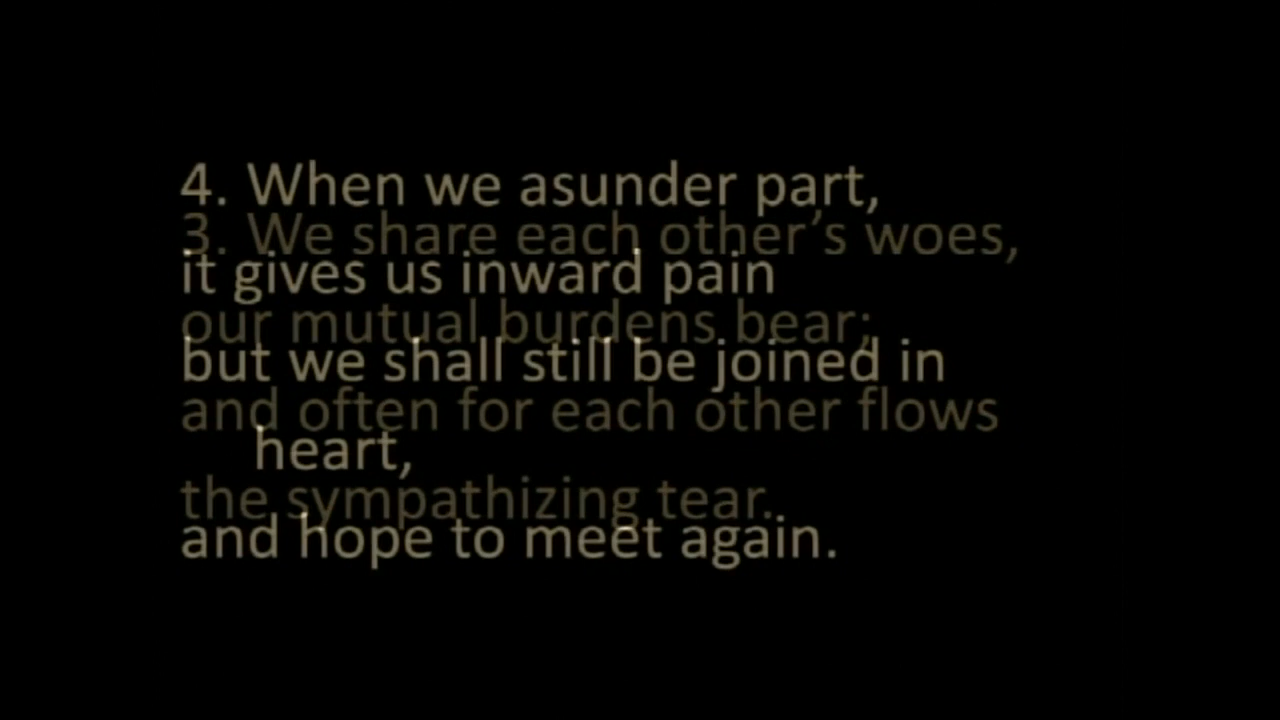 4. When we asunder part,
3. We share each other's woes,
it gives us inward pain
our mutual burdens bear;
but we shall still be joined in
and often for each other flows
heart,
the sympathizing tear.
and hope to meet again.